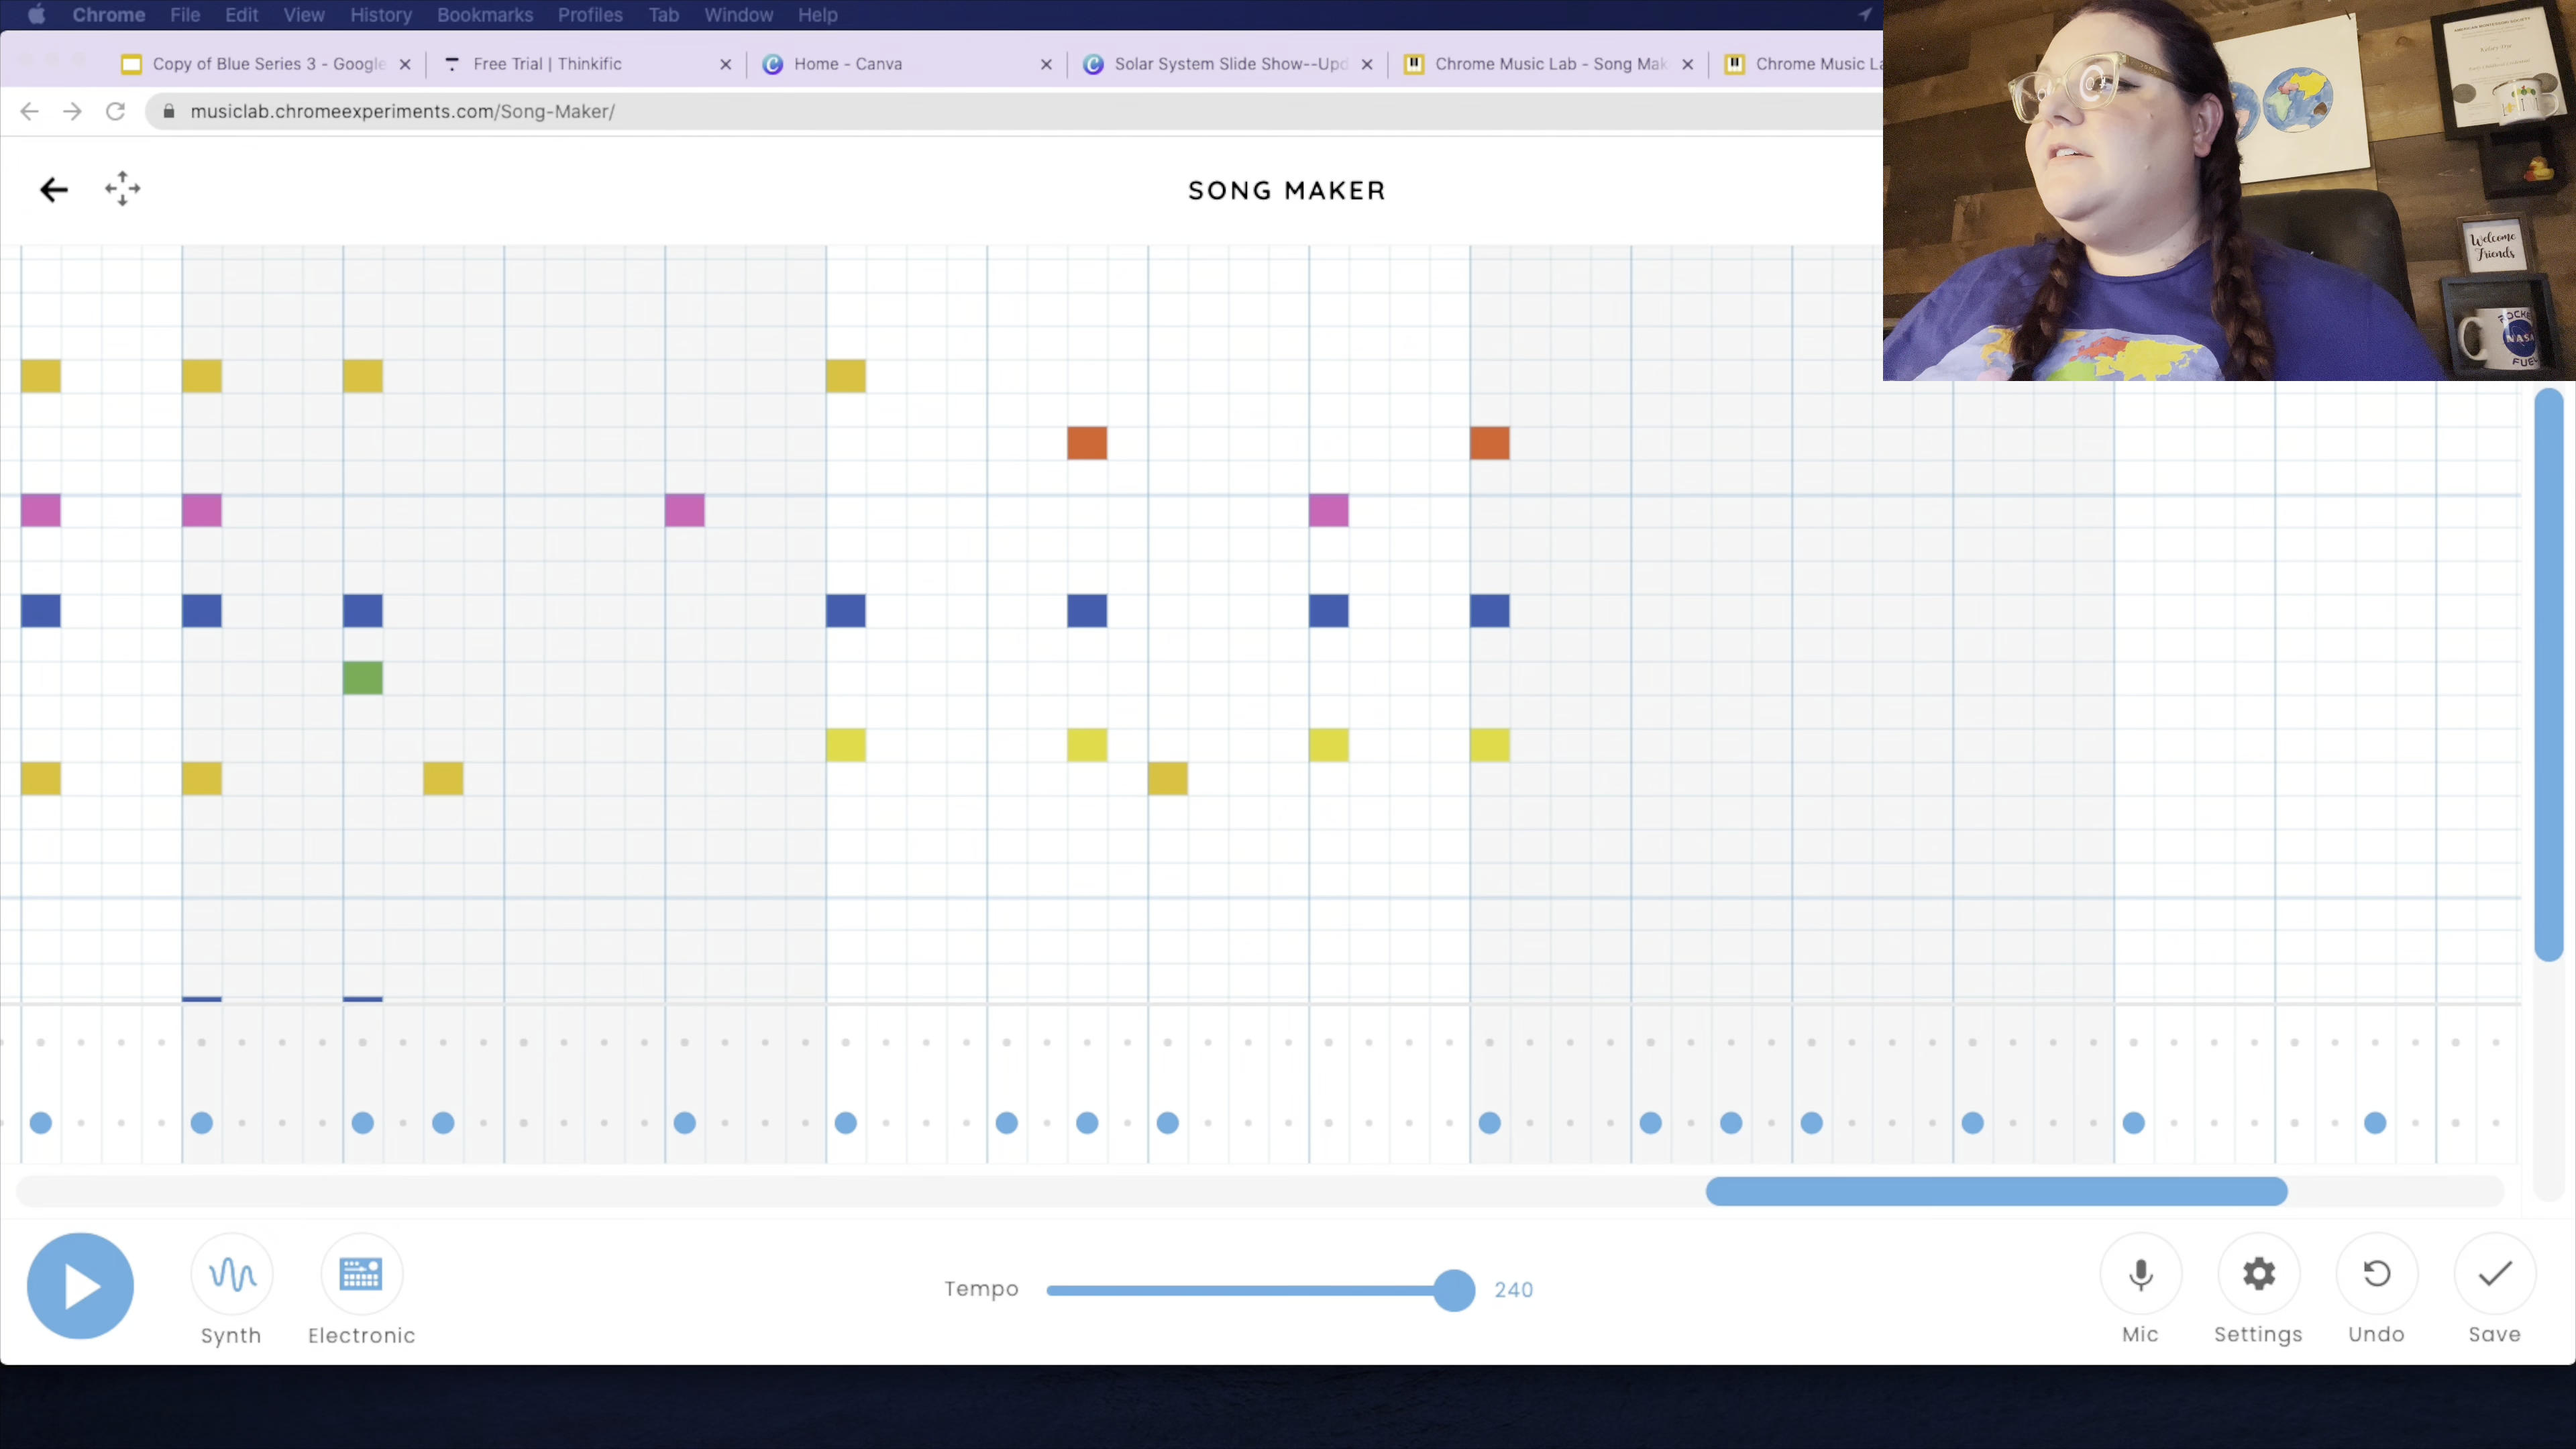 Chrome File Edit View History Bookmarks Profiles Tab Window Help
Copy of Blue Series 3 - Google Free Trial | Thinkific Home - Canva Solar System Slide Show--Upd Chrome Music Lab - Song Mak Chrome Music La
musiclab.chromeexperiments.com/Song-Maker/
SONG MAKER
Welcome
Friends
ROCKET
NASA
FUEL
Tempo 240
Synth Electronic Mic Settings Undo Save